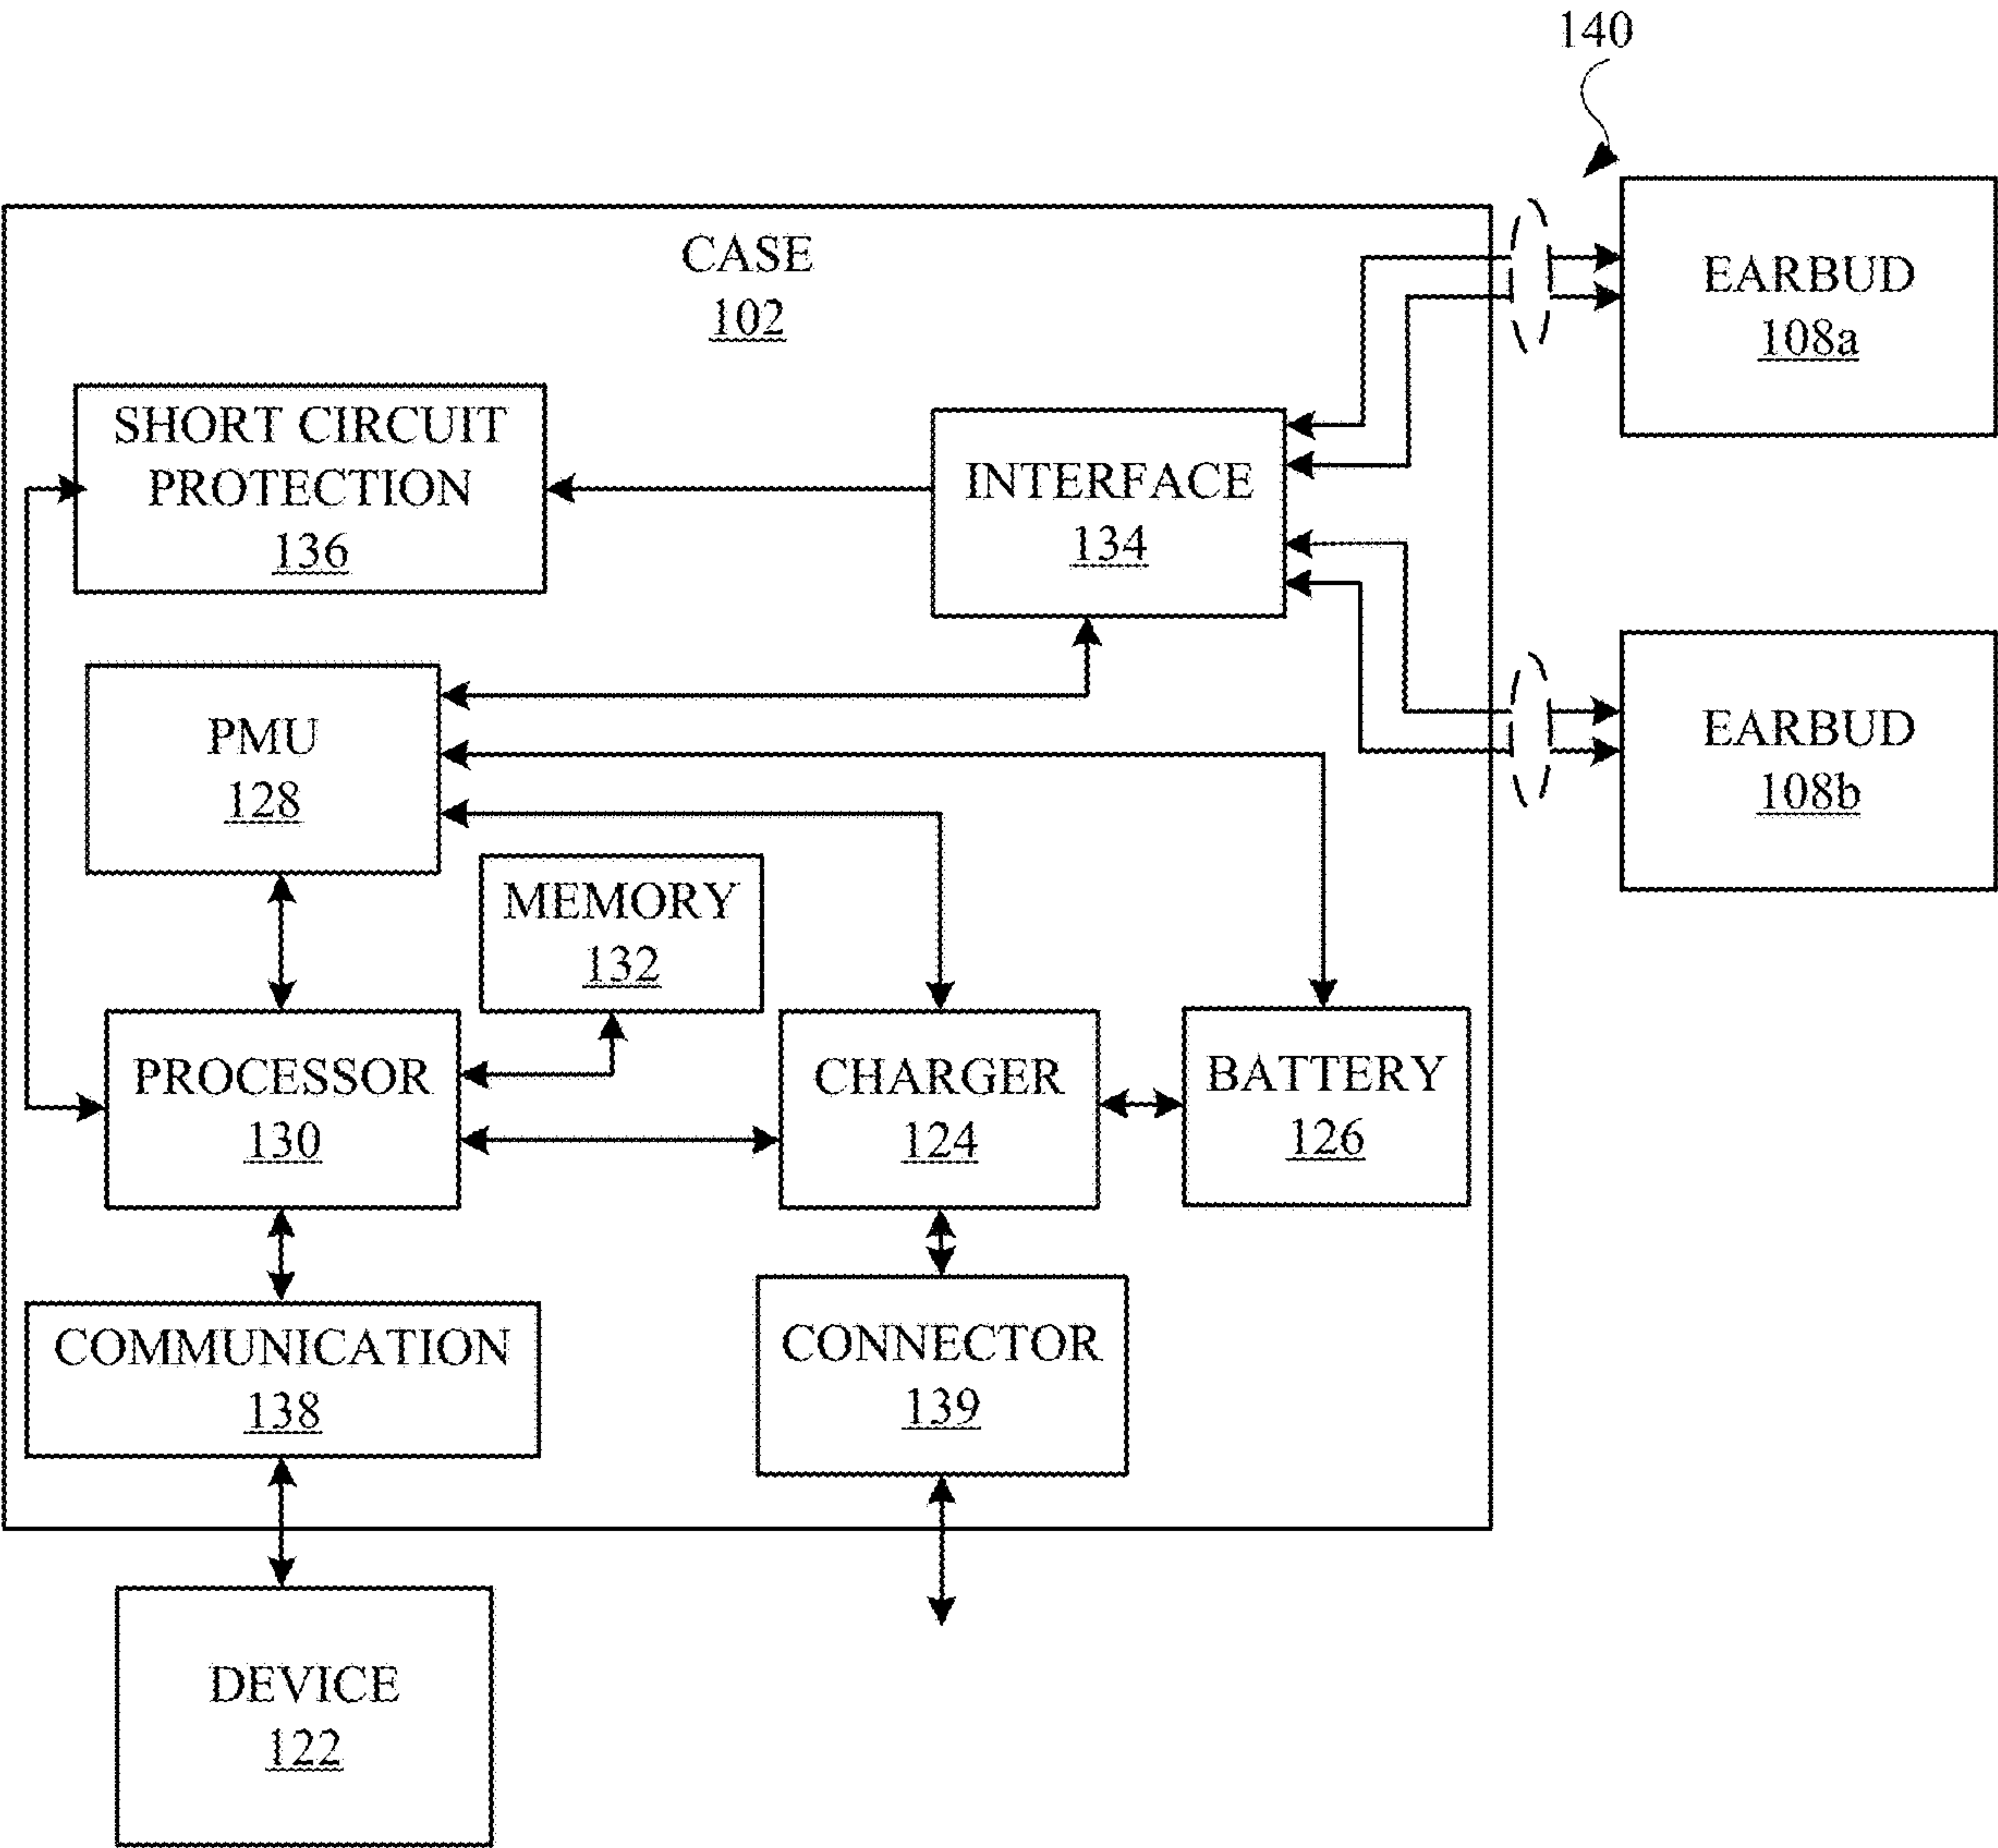 140
CASE
102
EARBUD
108a
SHORT CIRCUIT
PROTECTION
136
INTERFACE
134
PMU
128
EARBUD
108b
MEMORY
132
PROCESSOR
130
CHARGER
124
BATTERY
126
COMMUNICATION
138
CONNECTOR
139
DEVICE
122